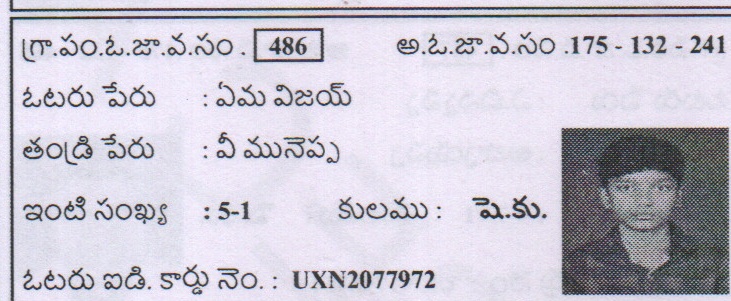 గ్రా.పం.ఓ.జా.వ.సం . 486 అ.ఓ.జా.వ.సం :175 - 132 - 241
ఓటరు పేరు : ఏమ విజయ్
తండ్రి పేరు : వీ మునెప్ప
ఇంటి సంఖ్య : 5-1 కులము : షె.కు.
ఓటరు ఐడి. కార్డు నెం. : UXN2077972